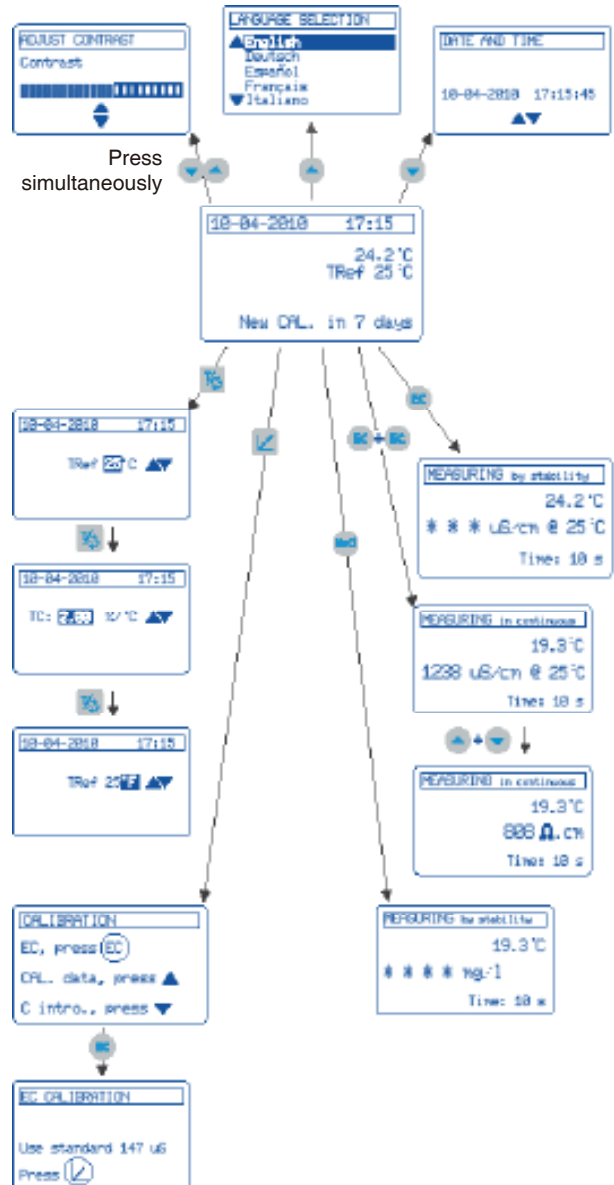 ADJUST CONTRAST
Contrast
LANGUAGE SELECTION
English
Deutsch
Español
Français
Italiano
DATE AND TIME
10-04-2010 17:15:45
Press
simultaneously
10-04-2010 17:15
24.2°C
TRef 25°C
New CAL. in 7 days
10-04-2010 17:15
TRef 25°C
10-04-2010 17:15
TC: %/°C
10-04-2010 17:15
TRef 25°F
EC
EC + EC
MEASURING by stability
24.2°C
* * * uS/cm @ 25°C
Time: 10 s
MEASURING in continuous
19.3°C
1238 uS/cm @ 25°C
Time: 10 s
+
MEASURING in continuous
19.3°C
808 Ω.cm
Time: 10 s
CALIBRATION
EC, press EC
CAL. data, press ▲
C intro., press ▼
MEASURING by stability
19.3°C
* * * * mg/l
Time: 10 s
EC
EC CALIBRATION
Use standard 147 uS
Press